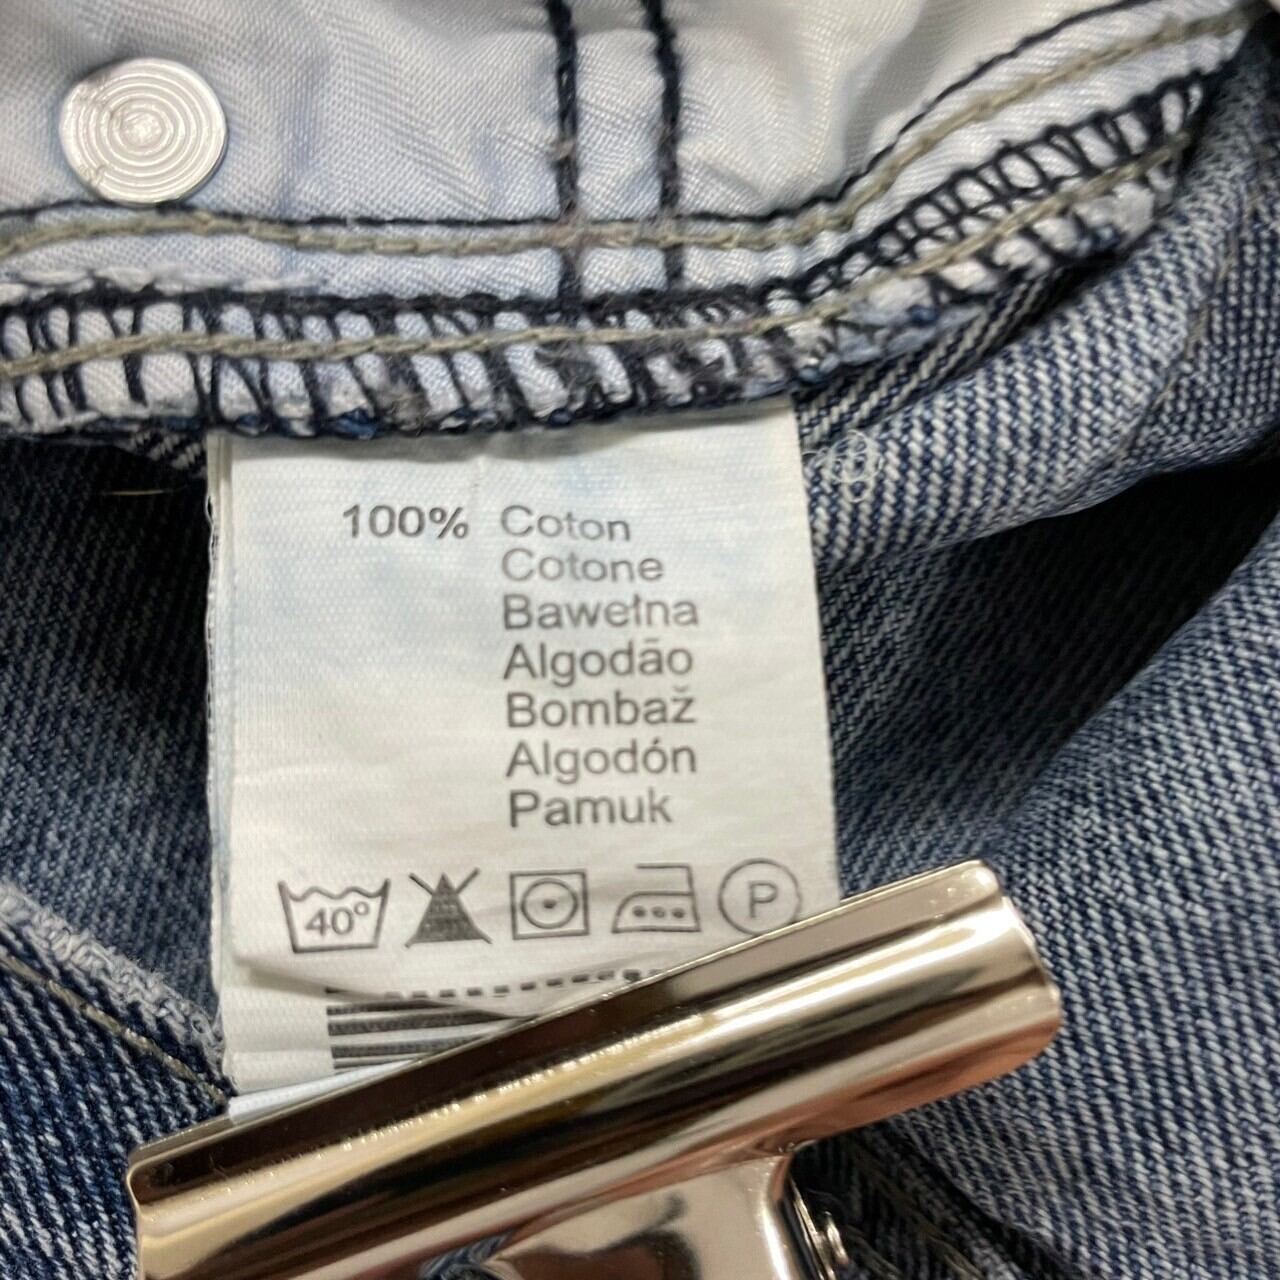 100% Coton
Cotone
Bawełna
Algodão
Bombaž
Algodón
Pamuk
40° P